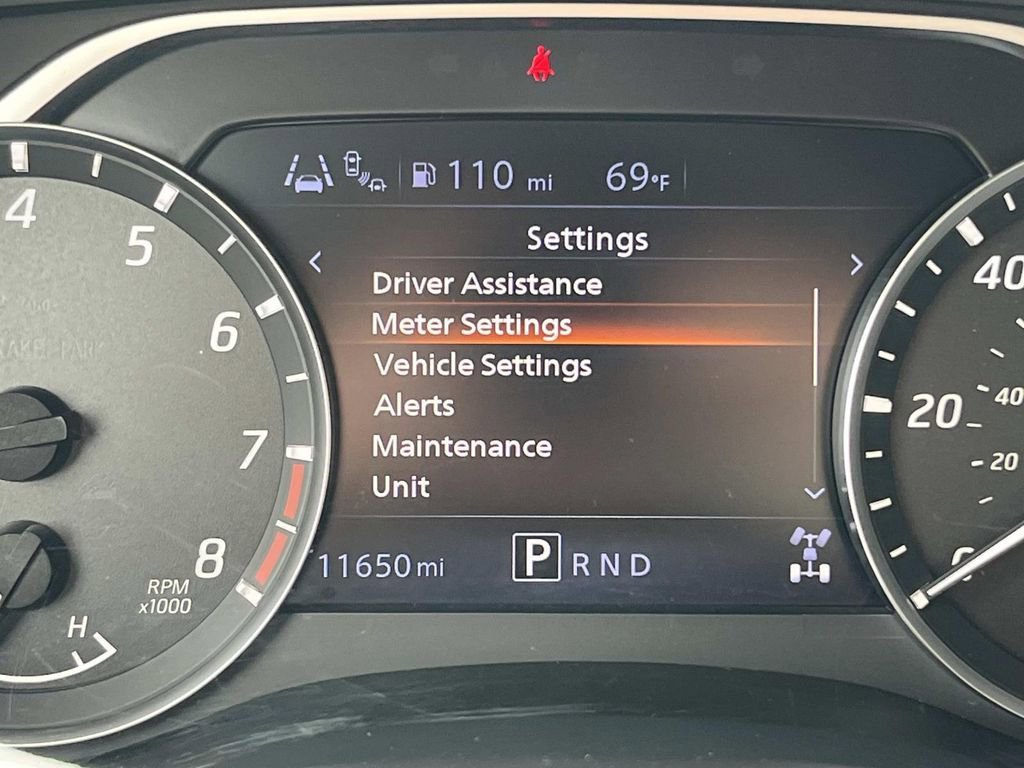 110 mi 69°F
Settings
Driver Assistance
Meter Settings
Vehicle Settings
Alerts
Maintenance
Unit
11650 mi P R N D
4
5
6
7
8
RPM
x1000
H
40
20
40
20